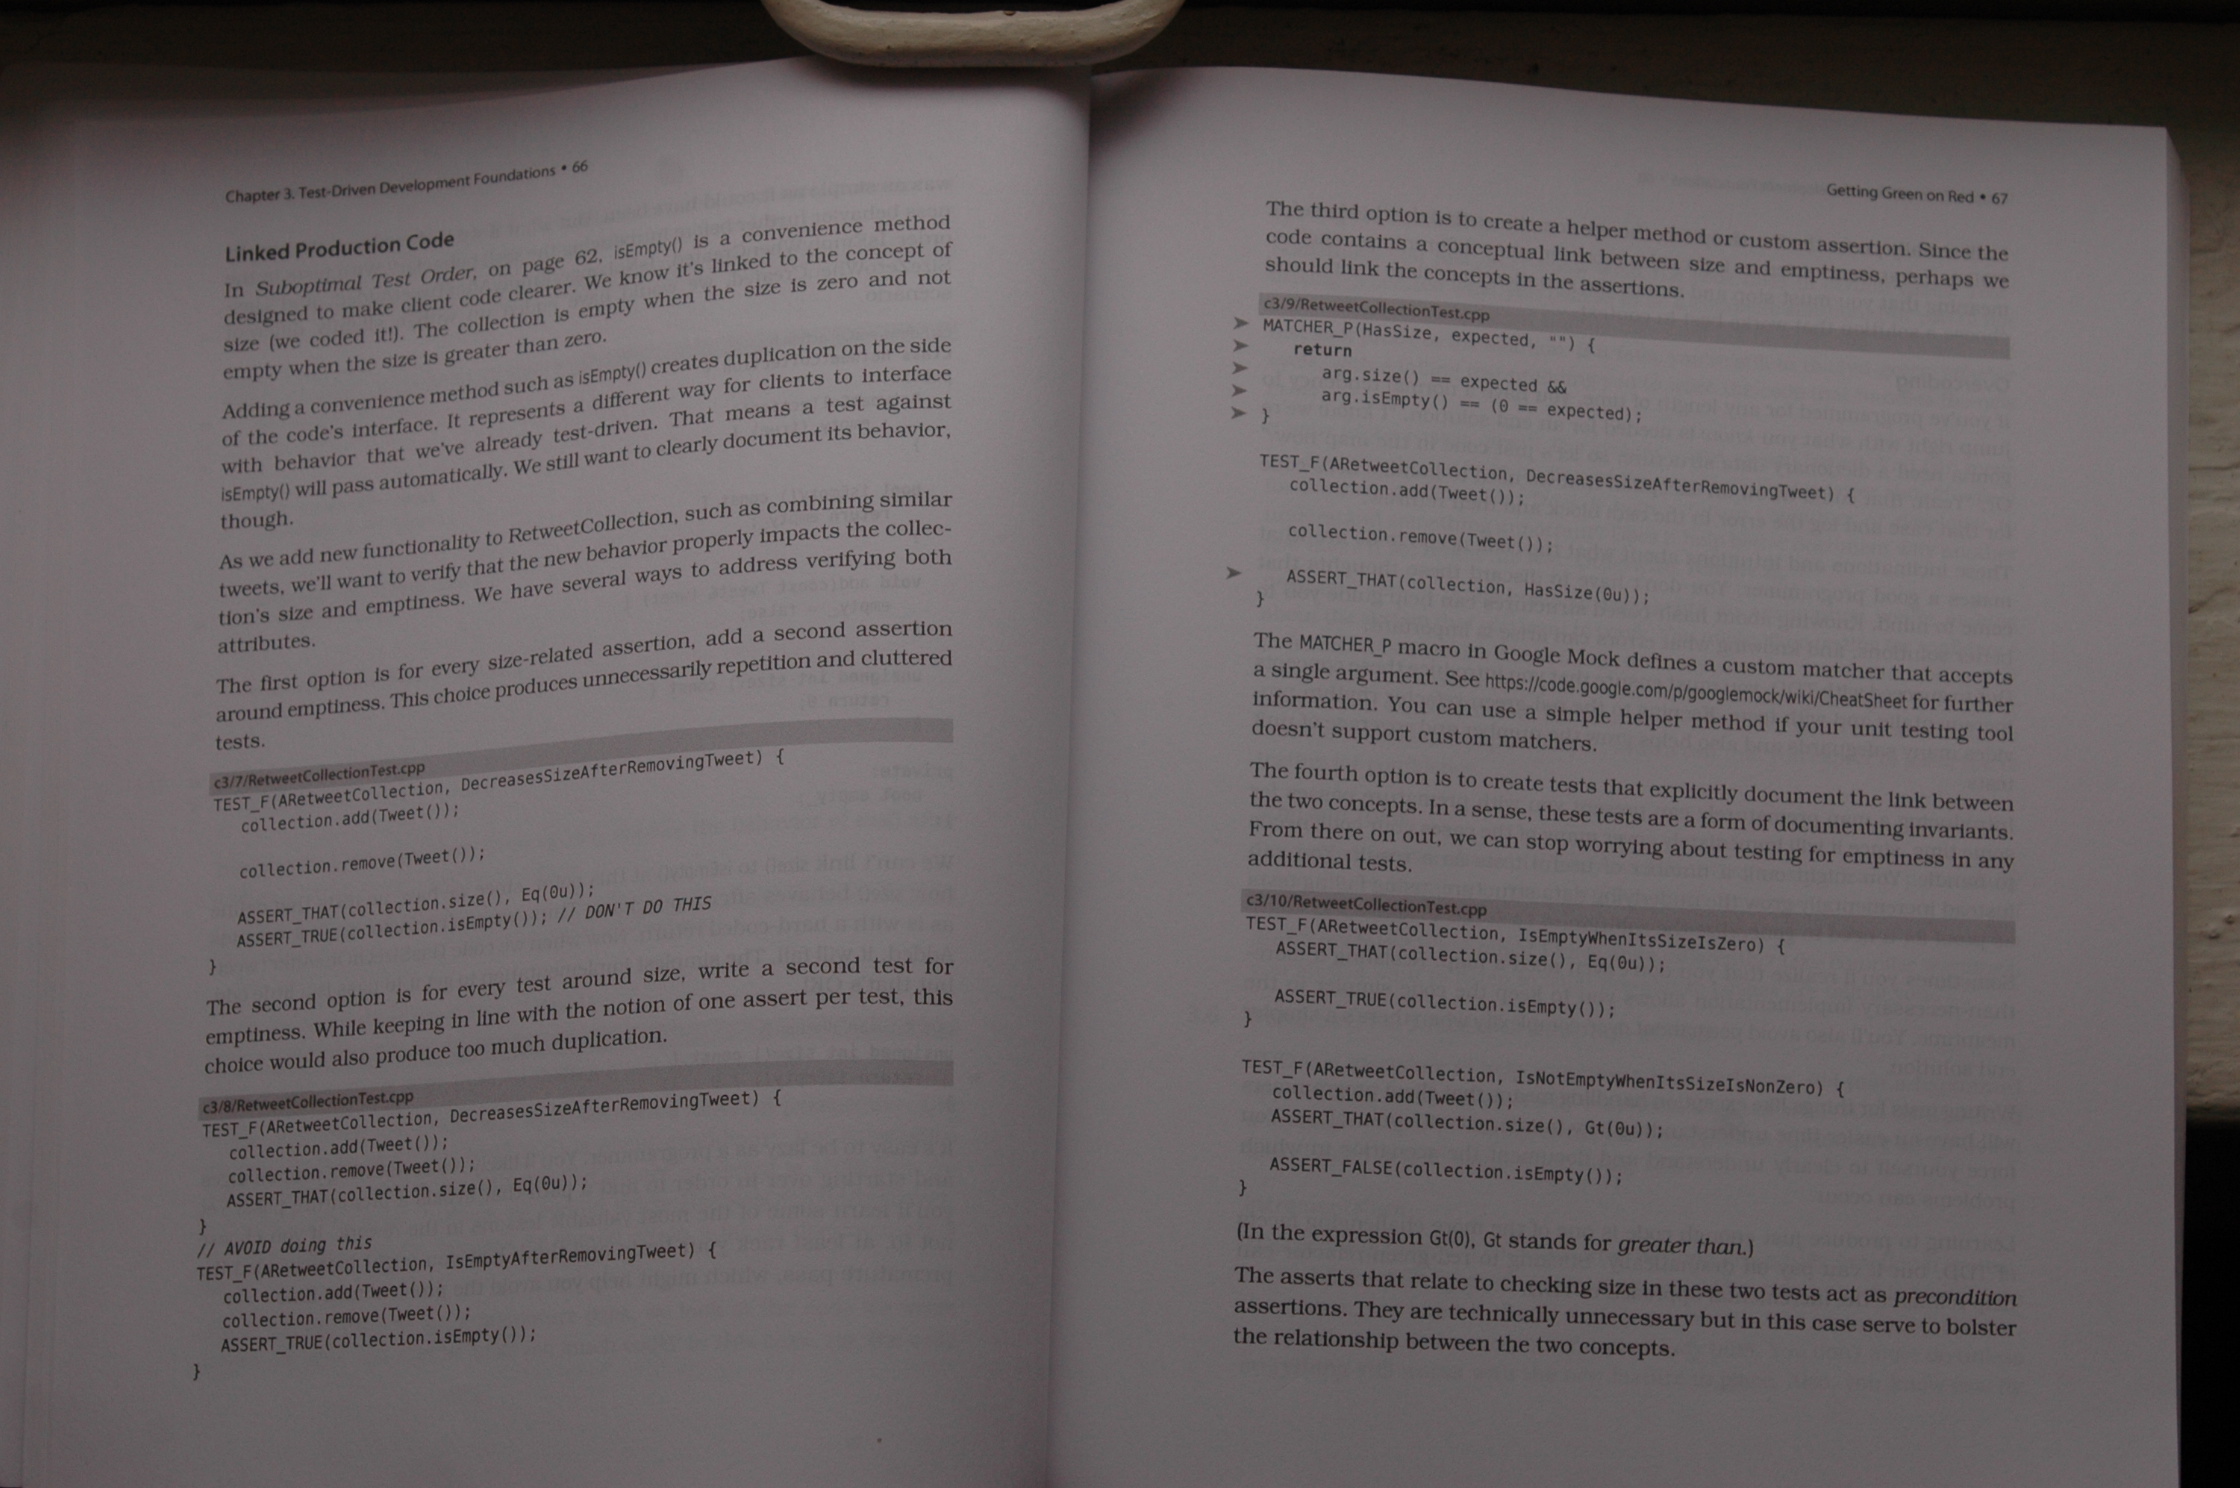 Chapter 3. Test-Driven Development Foundations • 66
Linked Production Code
In Suboptimal Test Order, on page 62, isEmpty() is a convenience method
designed to make client code clearer. We know it's linked to the concept of
size (we coded it!). The collection is empty when the size is zero and not
empty when the size is greater than zero.
Adding a convenience method such as isEmpty() creates duplication on the side
of the code's interface. It represents a different way for clients to interface
with behavior that we've already test-driven. That means a test against
isEmpty() will pass automatically. We still want to clearly document its behavior,
though.
As we add new functionality to RetweetCollection, such as combining similar
tweets, we'll want to verify that the new behavior properly impacts the collec-
tion's size and emptiness. We have several ways to address verifying both
attributes.
The first option is for every size-related assertion, add a second assertion
around emptiness. This choice produces unnecessarily repetition and cluttered
tests.
c3/7/RetweetCollectionTest.cpp
TEST_F(ARetweetCollection, DecreasesSizeAfterRemovingTweet) {
collection.add(Tweet());
collection.remove(Tweet());
ASSERT_THAT(collection.size(), Eq(0u));
ASSERT_TRUE(collection.isEmpty()); // DON'T DO THIS
}
The second option is for every test around size, write a second test for
emptiness. While keeping in line with the notion of one assert per test, this
choice would also produce too much duplication.
c3/8/RetweetCollectionTest.cpp
TEST_F(ARetweetCollection, DecreasesSizeAfterRemovingTweet) {
collection.add(Tweet());
collection.remove(Tweet());
ASSERT_THAT(collection.size(), Eq(0u));
}
// AVOID doing this
TEST_F(ARetweetCollection, IsEmptyAfterRemovingTweet) {
collection.add(Tweet());
collection.remove(Tweet());
ASSERT_TRUE(collection.isEmpty());
}
Getting Green on Red • 67
The third option is to create a helper method or custom assertion. Since the
code contains a conceptual link between size and emptiness, perhaps we
should link the concepts in the assertions.
c3/9/RetweetCollectionTest.cpp
MATCHER_P(HasSize, expected, "") {
return
arg.size() == expected &&
arg.isEmpty() == (0 == expected);
}
TEST_F(ARetweetCollection, DecreasesSizeAfterRemovingTweet) {
collection.add(Tweet());
collection.remove(Tweet());
ASSERT_THAT(collection, HasSize(0u));
}
The MATCHER_P macro in Google Mock defines a custom matcher that accepts
a single argument. See https://code.google.com/p/googlemock/wiki/CheatSheet for further
information. You can use a simple helper method if your unit testing tool
doesn't support custom matchers.
The fourth option is to create tests that explicitly document the link between
the two concepts. In a sense, these tests are a form of documenting invariants.
From there on out, we can stop worrying about testing for emptiness in any
additional tests.
c3/10/RetweetCollectionTest.cpp
TEST_F(ARetweetCollection, IsEmptyWhenItsSizeIsZero) {
ASSERT_THAT(collection.size(), Eq(0u));
ASSERT_TRUE(collection.isEmpty());
}
TEST_F(ARetweetCollection, IsNotEmptyWhenItsSizeIsNonZero) {
collection.add(Tweet());
ASSERT_THAT(collection.size(), Gt(0u));
ASSERT_FALSE(collection.isEmpty());
}
(In the expression Gt(0), Gt stands for greater than.)
The asserts that relate to checking size in these two tests act as precondition
assertions. They are technically unnecessary but in this case serve to bolster
the relationship between the two concepts.